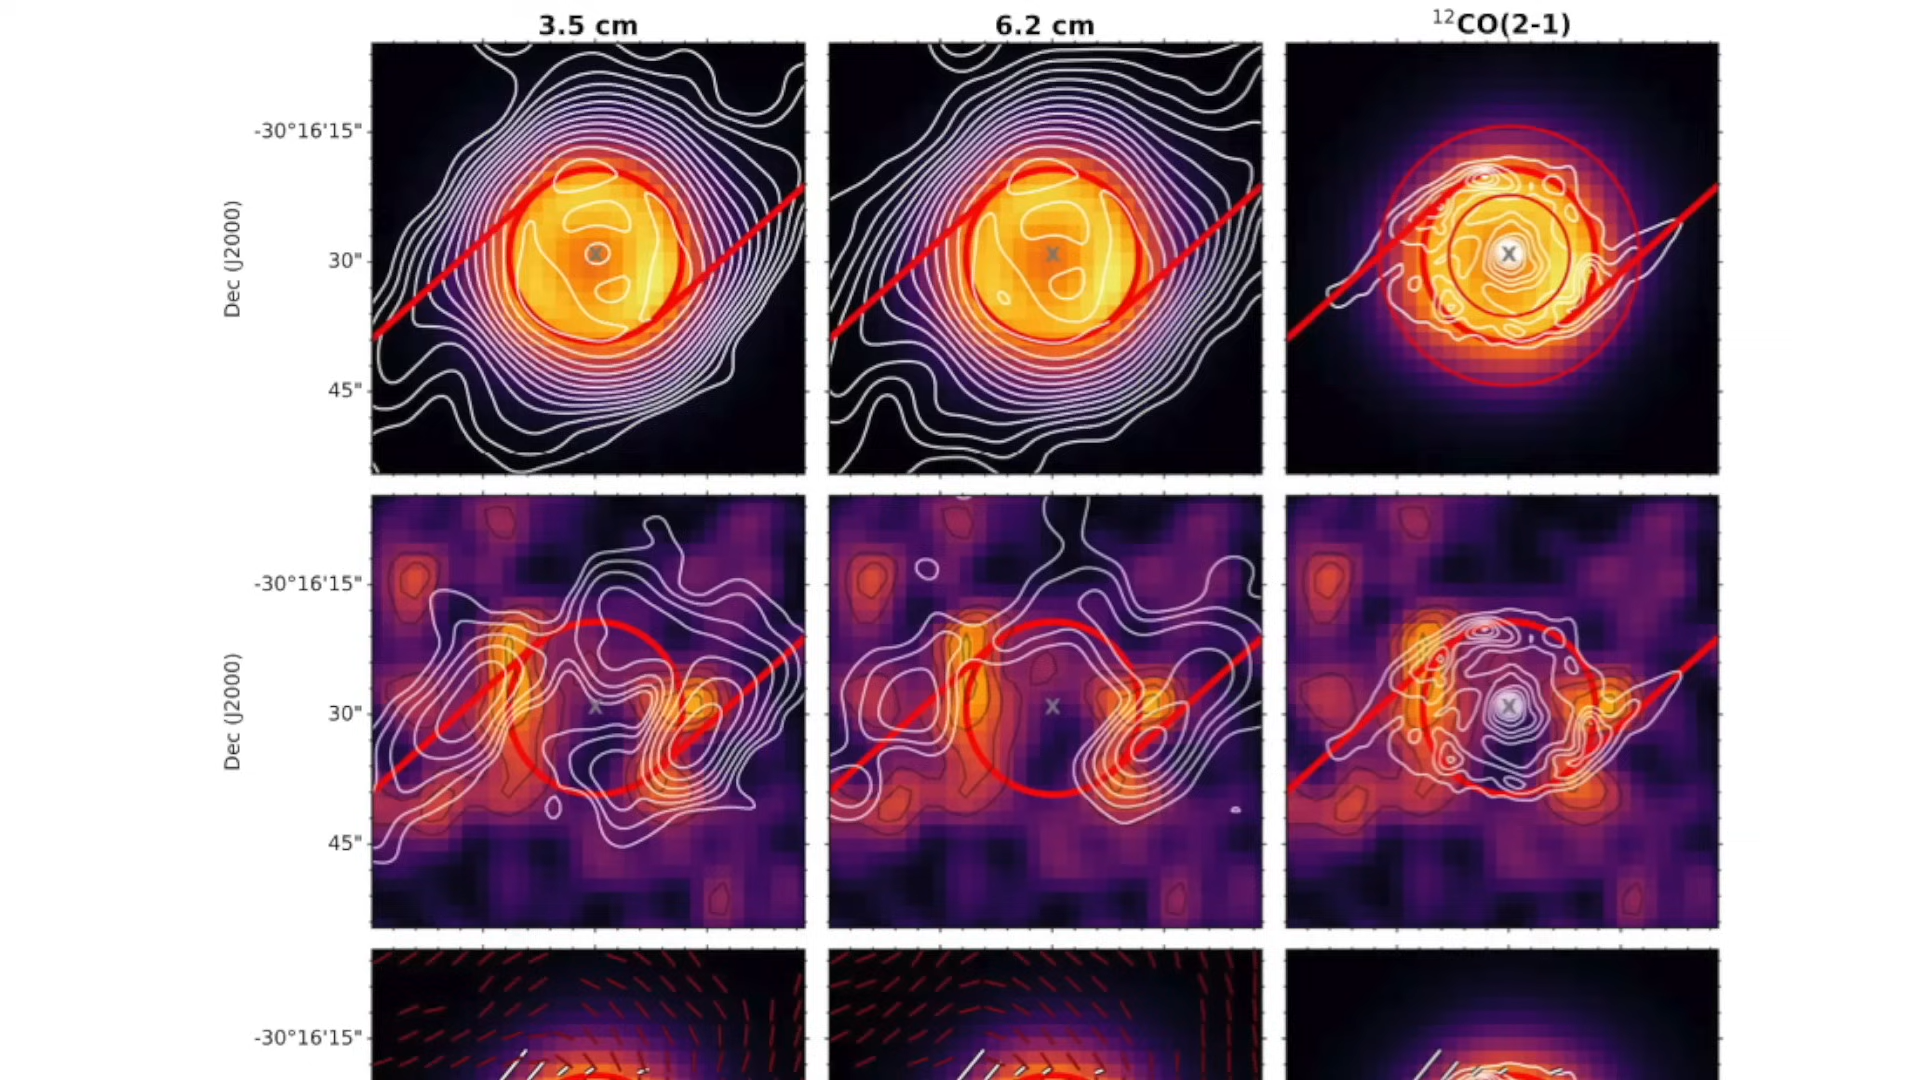 3.5 cm
6.2 cm
¹²CO(2-1)
-30°16'15"
30"
45"
Dec (J2000)
X
X
X
-30°16'15"
30"
45"
Dec (J2000)
X
X
X
-30°16'15"